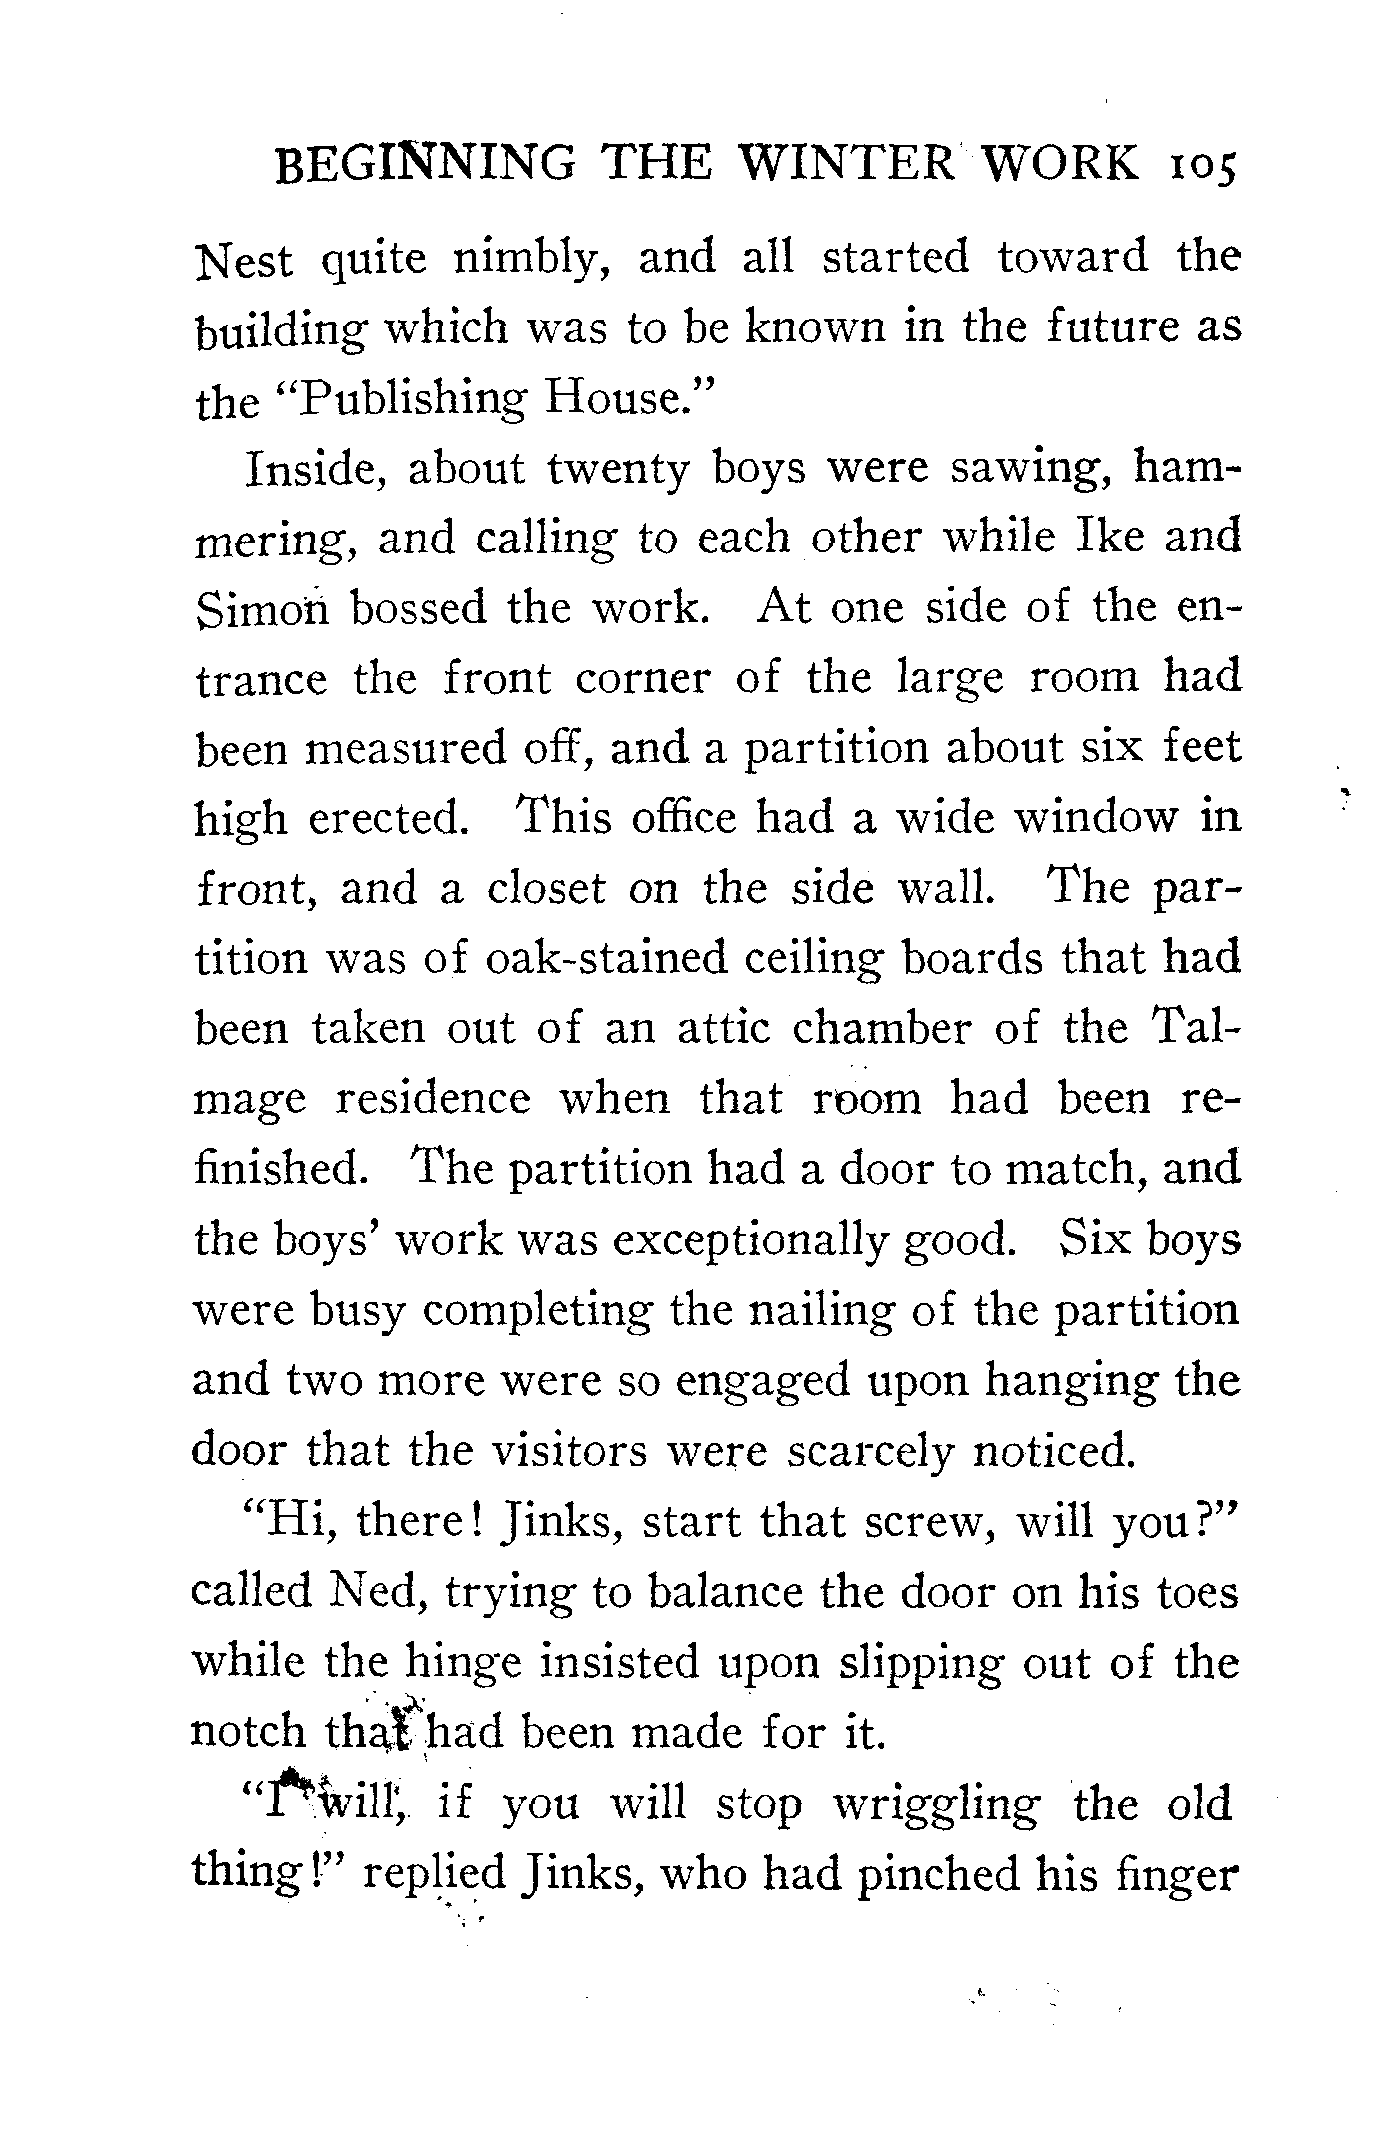 BEGINNING THE WINTER WORK 105
Nest quite nimbly, and all started toward the
building which was to be known in the future as
the "Publishing House."
Inside, about twenty boys were sawing, ham-
mering, and calling to each other while Ike and
Simon bossed the work. At one side of the en-
trance the front corner of the large room had
been measured off, and a partition about six feet
high erected. This office had a wide window in
front, and a closet on the side wall. The par-
tition was of oak-stained ceiling boards that had
been taken out of an attic chamber of the Tal-
mage residence when that room had been re-
finished. The partition had a door to match, and
the boys' work was exceptionally good. Six boys
were busy completing the nailing of the partition
and two more were so engaged upon hanging the
door that the visitors were scarcely noticed.
"Hi, there! Jinks, start that screw, will you?"
called Ned, trying to balance the door on his toes
while the hinge insisted upon slipping out of the
notch that had been made for it.
"I will, if you will stop wriggling the old
thing!" replied Jinks, who had pinched his finger